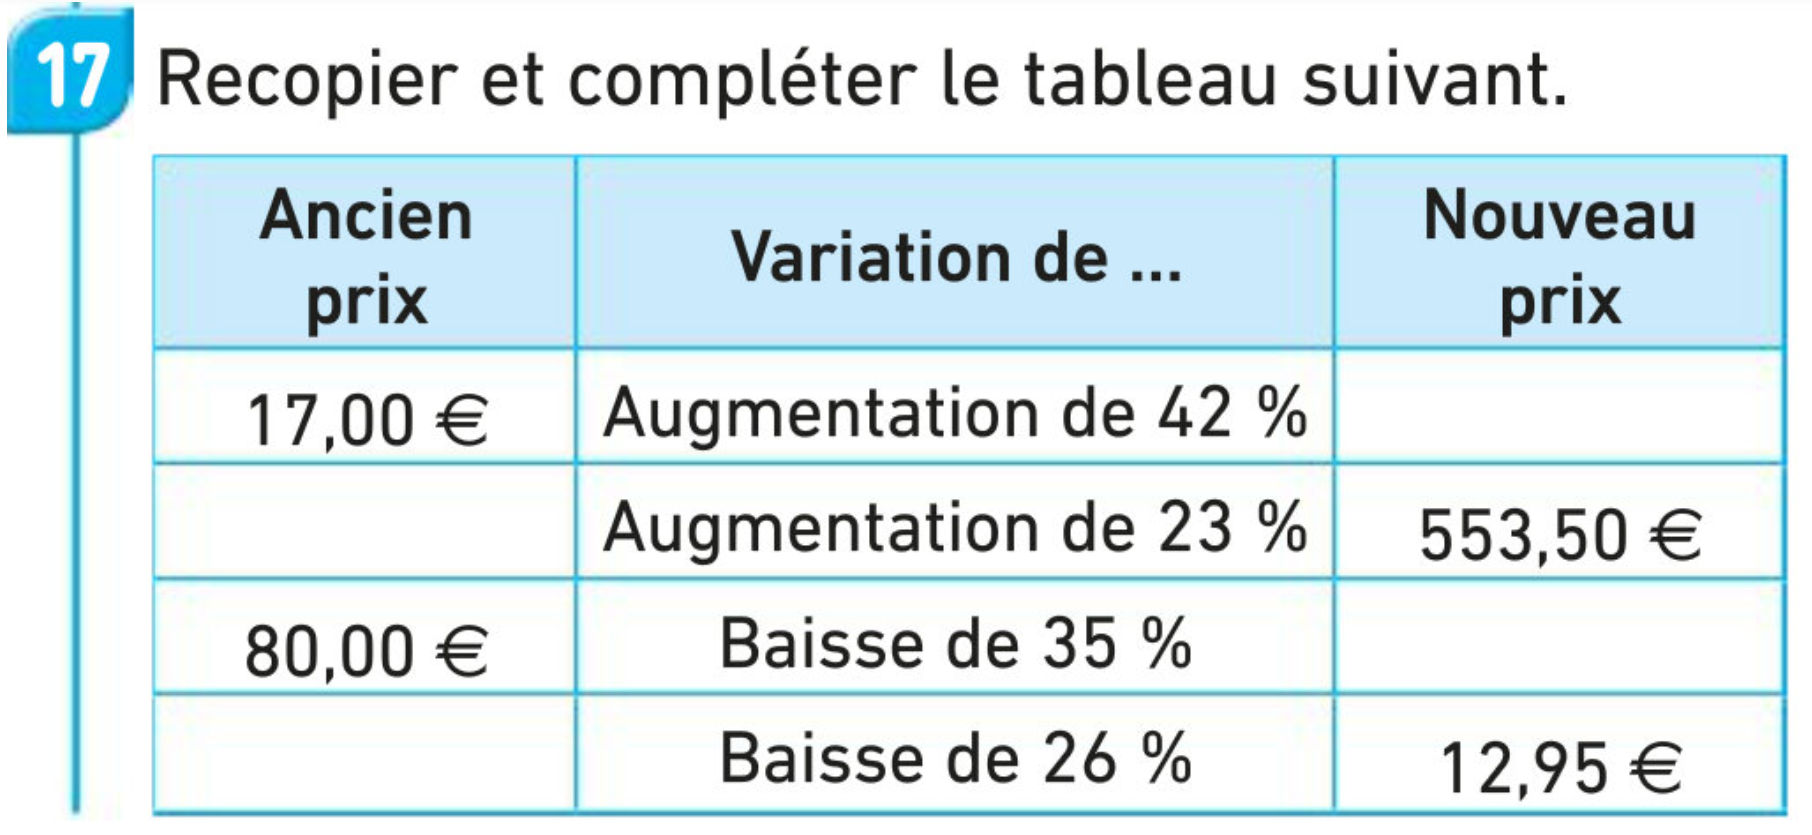 17 Recopier et compléter le tableau suivant.
Ancien prix | Variation de ... | Nouveau prix
17,00 € | Augmentation de 42 % |
| Augmentation de 23 % | 553,50 €
80,00 € | Baisse de 35 % |
| Baisse de 26 % | 12,95 €